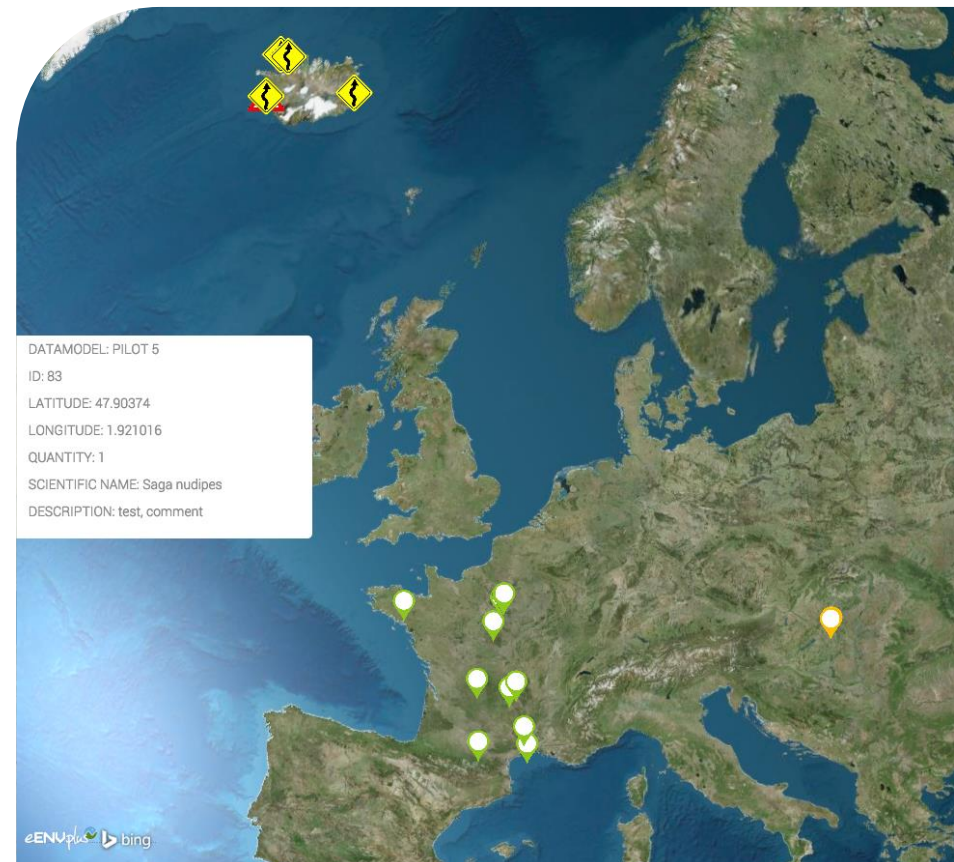 DATAMODEL: PILOT 5
ID: 83
LATITUDE: 47.90374
LONGITUDE: 1.921016
QUANTITY: 1
SCIENTIFIC NAME: Saga nudipes
DESCRIPTION: test, comment
eENVplus bing